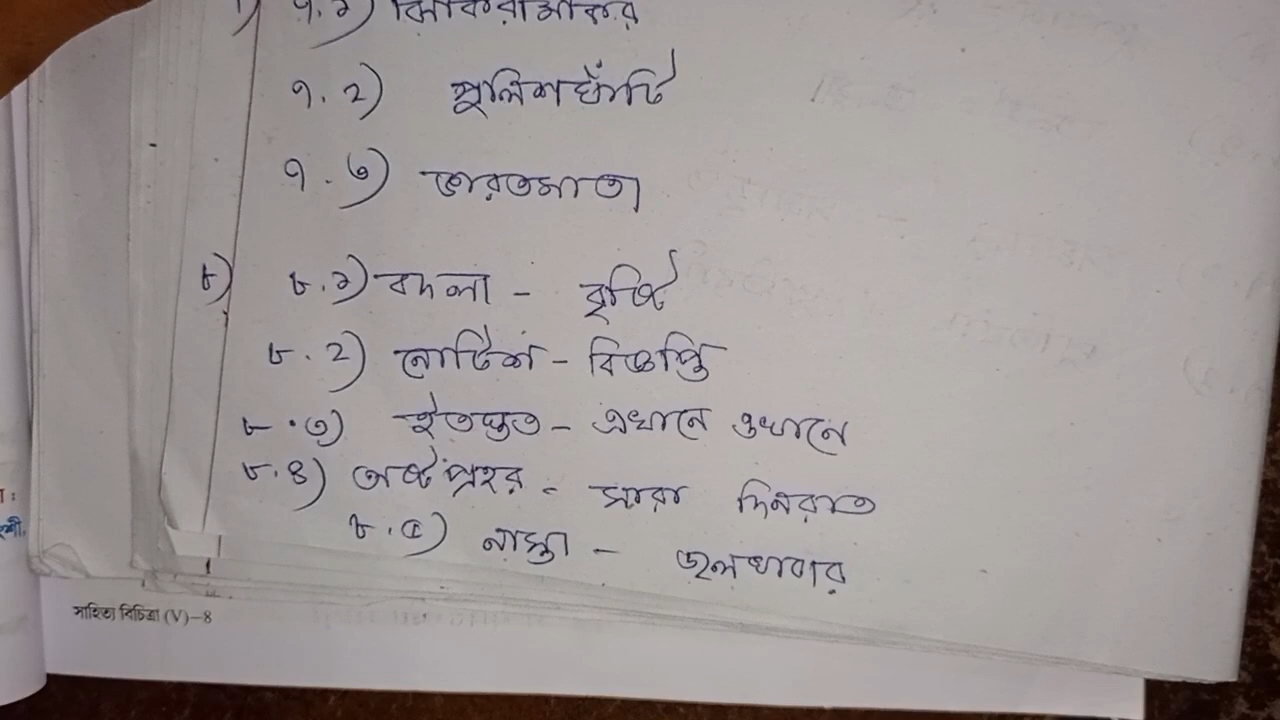 ৭.২) পুলিশঘাঁটি
৭.৩) ভারতমাতা
৮) ৮.১) বদলা - বৃষ্টি
৮.২) নোটিশ - বিজ্ঞপ্তি
৮.৩) ইতস্তত - এখানে ওখানে
৮.৪) অষ্টপ্রহর - সারা দিনরাত
৮.৫) নাস্তা - জলখাবার
সাহিত্য বিচিত্রা (V)–8